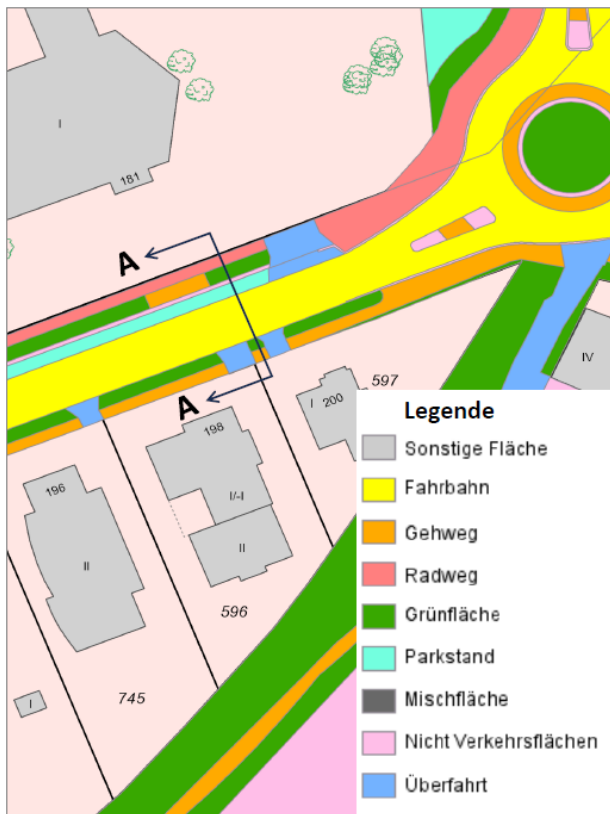 I
181
A
A
597
I 200
IV
198
196
I/-I
II
II
596
745
I
Legende
Sonstige Fläche
Fahrbahn
Gehweg
Radweg
Grünfläche
Parkstand
Mischfläche
Nicht Verkehrsflächen
Überfahrt